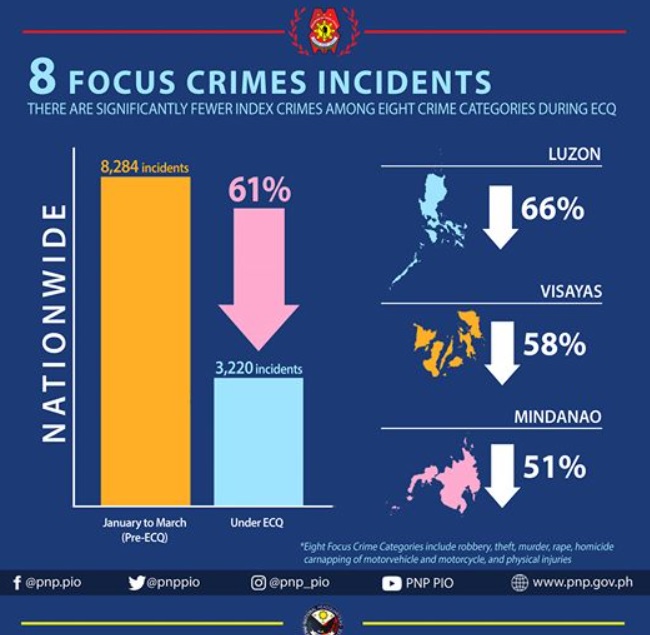 8 FOCUS CRIMES INCIDENTS
THERE ARE SIGNIFICANTLY FEWER INDEX CRIMES AMONG EIGHT CRIME CATEGORIES DURING ECQ
NATIONWIDE
8,284 incidents
61%
3,220 incidents
January to March
(Pre-ECQ)
Under ECQ
LUZON
66%
VISAYAS
58%
MINDANAO
51%
*Eight Focus Crime Categories include robbery, theft, murder, rape, homicide
carnapping of motorvehicle and motorcycle, and physical injuries
@pnp.pio
@pnppio
@pnp_pio
PNP PIO
www.pnp.gov.ph